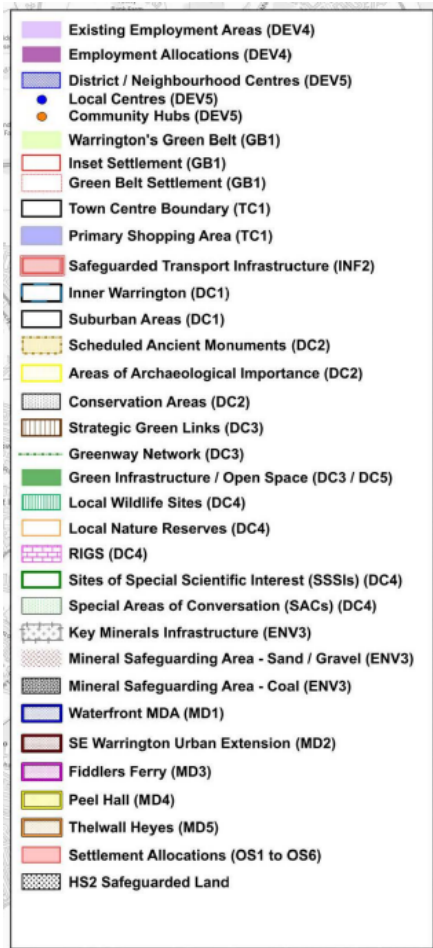 Existing Employment Areas (DEV4)
Employment Allocations (DEV4)
District / Neighbourhood Centres (DEV5)
Local Centres (DEV5)
Community Hubs (DEV5)
Warrington's Green Belt (GB1)
Inset Settlement (GB1)
Green Belt Settlement (GB1)
Town Centre Boundary (TC1)
Primary Shopping Area (TC1)
Safeguarded Transport Infrastructure (INF2)
Inner Warrington (DC1)
Suburban Areas (DC1)
Scheduled Ancient Monuments (DC2)
Areas of Archaeological Importance (DC2)
Conservation Areas (DC2)
Strategic Green Links (DC3)
Greenway Network (DC3)
Green Infrastructure / Open Space (DC3 / DC5)
Local Wildlife Sites (DC4)
Local Nature Reserves (DC4)
RIGS (DC4)
Sites of Special Scientific Interest (SSSIs) (DC4)
Special Areas of Conversation (SACs) (DC4)
Key Minerals Infrastructure (ENV3)
Mineral Safeguarding Area - Sand / Gravel (ENV3)
Mineral Safeguarding Area - Coal (ENV3)
Waterfront MDA (MD1)
SE Warrington Urban Extension (MD2)
Fiddlers Ferry (MD3)
Peel Hall (MD4)
Thelwall Heyes (MD5)
Settlement Allocations (OS1 to OS6)
HS2 Safeguarded Land